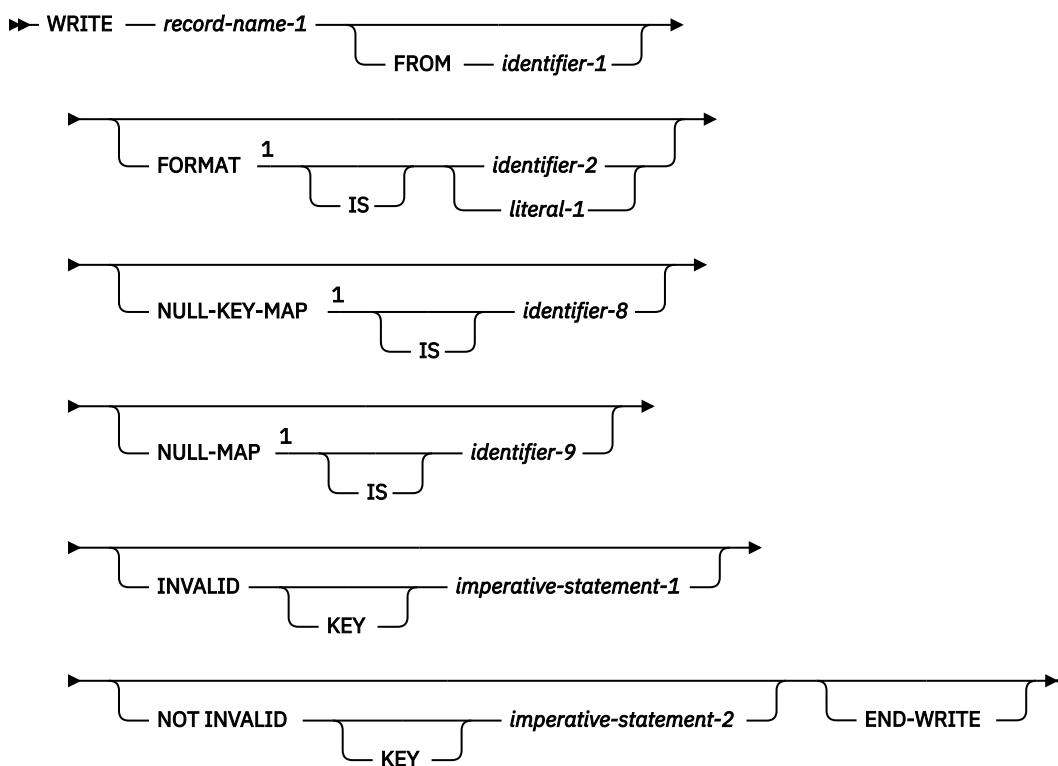 WRITE record-name-1
FROM identifier-1
FORMAT 1 identifier-2
IS literal-1
NULL-KEY-MAP 1 identifier-8
IS
NULL-MAP 1 identifier-9
IS
INVALID imperative-statement-1
KEY
NOT INVALID imperative-statement-2 END-WRITE
KEY